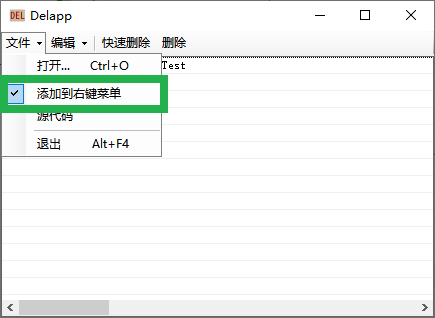 DEL Delapp
文件 编辑 快速删除 删除
打开... Ctrl+O
Test
添加到右键菜单
源代码
退出 Alt+F4